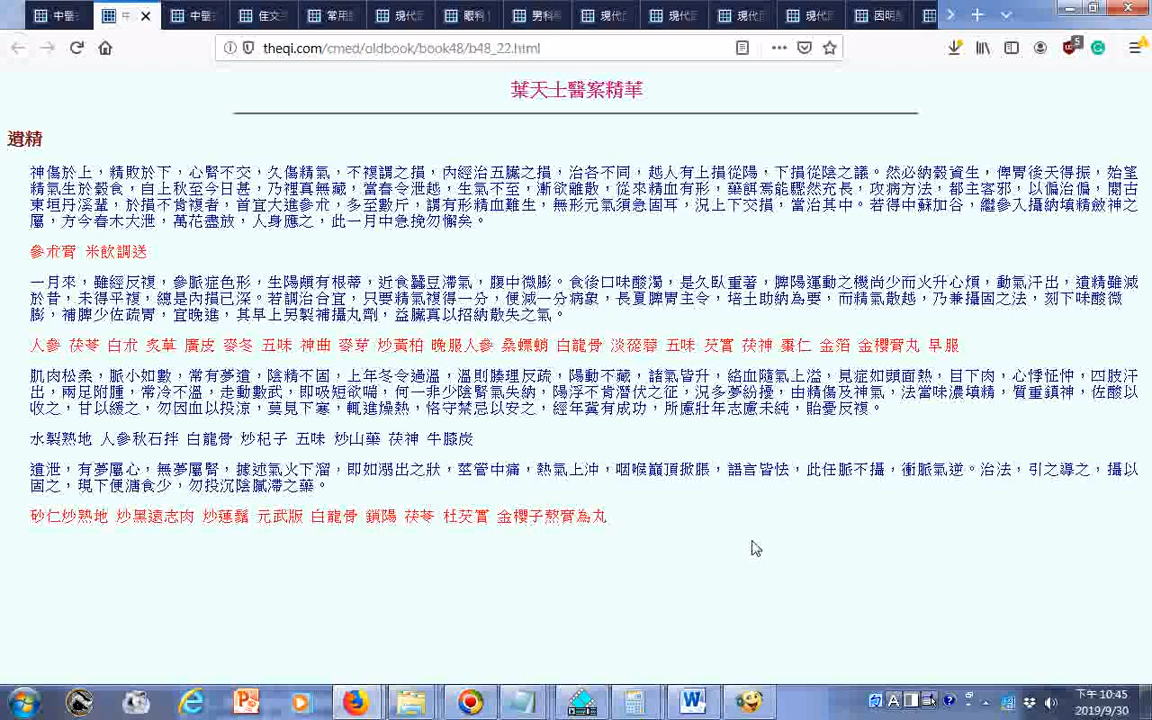 中聖
中
中聖
佳文
常用
現代
眼科
男科
現代
現代
現代
現代
因明
theqi.com/cmed/oldbook/book48/b48_22.html
葉天士醫案精華
遺精
神傷於上，精敗於下，心腎不交，久傷精氣，不複謂之損，內經治五臟之損，治各不同，越人有上損從陽，下損從陰之議。然必納穀資生，俾胃後天得振，始望
精氣生於穀食，自上秋至今日甚，乃裡真無藏，當春令泄越，生氣不至，漸欲離散，從來精血有形，藥餌焉能驟然充長，攻病方法，都主客邪，以偏治偏，閱古
東垣丹溪輩，於損不肯複者，首宜大進參朮，多至數斤，謂有形精血難生，無形元氣須急固耳，況上下交損，當治其中。若得中蘇加谷，繼參入攝納填精斂神之
屬，方今春木大泄，萬花盡放，人身應之，此一月中急挽勿懈矣。
參朮膏 米飲調送
一月來，雖經反複，參脈症色形，生陽頗有根蒂，近食蠶豆滯氣，腹中微膨。食後口味酸濁，是久臥重著，脾陽運動之機尚少而火升心煩，動氣汗出，遺精雖減
於昔，未得平複，總是內損已深。若調治合宜，只要精氣複得一分，便減一分病象，長夏脾胃主令，培土助納為要，而精氣散越，乃兼攝固之法，刻下味酸微
膨，補脾少佐疏胃，宜晚進，其早上另製補攝丸劑，益臟真以招納散失之氣。
人參 茯苓 白朮 炙草 廣皮 麥冬 五味 神曲 麥芽 炒黃柏 晚服人參 桑螵蛸 白龍骨 淡蓯蓉 五味 芡實 茯神 棗仁 金箔 金櫻膏丸 早服
肌肉松柔，脈小如數，常有夢遺，陰精不固，上年冬令過溫，溫則腠理反疏，陽動不藏，諸氣皆升，絡血隨氣上溢，見症如頭面熱，目下肉，心悸怔忡，四肢汗
出，兩足附腫，常冷不溫，走動數武，即吸短欲喘，何一非少陰腎氣失納，陽浮不肯潛伏之征，況多夢紛擾，由精傷及神氣，法當味濃填精，質重鎮神，佐酸以
收之，甘以緩之，勿因血以投涼，莫見下寒，輒進燥熱，恪守禁忌以安之，經年冀有成功，所慮壯年志慮未純，貽憂反複。
水製熟地 人參秋石拌 白龍骨 炒杞子 五味 炒山藥 茯神 牛膝炭
遺泄，有夢屬心，無夢屬腎，據述氣火下溜，即如溺出之狀，莖管中痛，熱氣上沖，咽喉巔頂掀脹，語言皆怯，此任脈不攝，衝脈氣逆。治法，引之導之，攝以
固之，現下便溏食少，勿投沉陰膩滯之藥。
砂仁炒熟地 炒黑遠志肉 炒蓮鬚 元武版 白龍骨 鎖陽 茯苓 杜芡實 金櫻子熬膏為丸
下午 10:45
2019/9/30